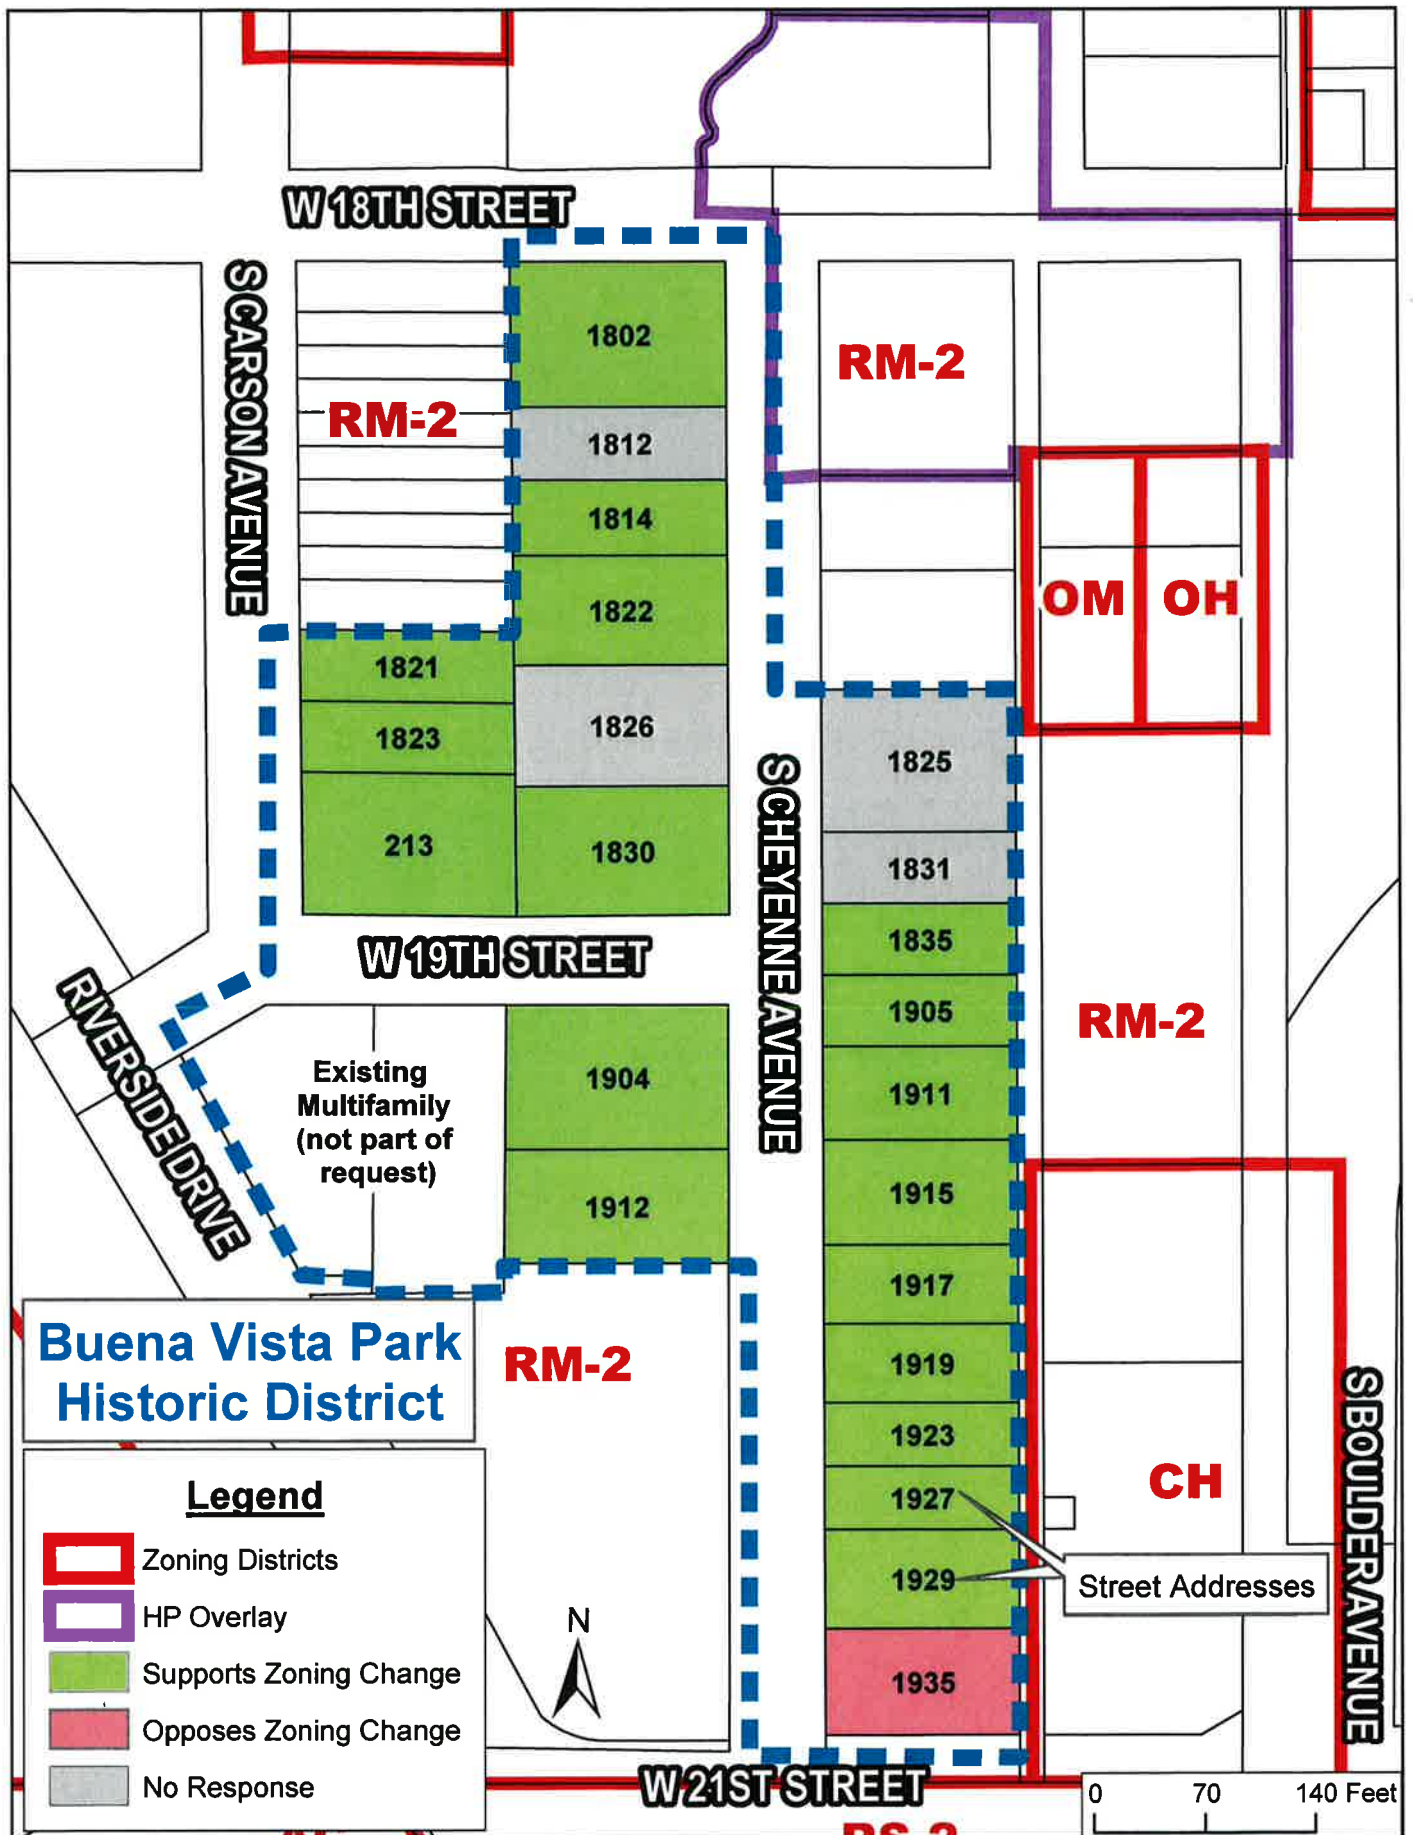 W 18TH STREET
S CARSON AVENUE
1802
RM-2
RM-2
1812
1814
OM
OH
1822
1821
1826
1823
1825
213
1830
1831
S CHEYENNE AVENUE
1835
W 19TH STREET
1905
RM-2
RIVERSIDE DRIVE
Existing
Multifamily
(not part of
request)
1904
1911
1915
1912
1917
Buena Vista Park
Historic District
RM-2
1919
S BOULDER AVENUE
1923
CH
1927
1929
Street Addresses
1935
Legend
Zoning Districts
HP Overlay
Supports Zoning Change
Opposes Zoning Change
No Response
N
W 21ST STREET
0 70 140 Feet